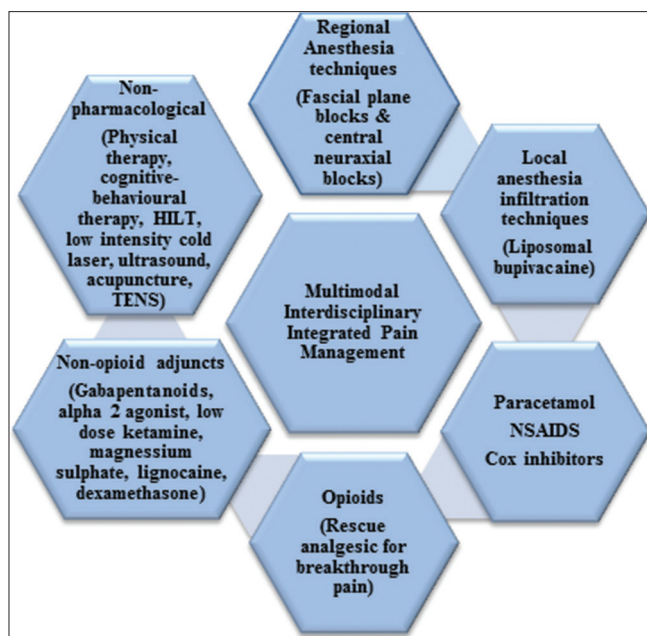 Regional
Anesthesia
techniques
(Fascial plane
blocks &
central
neuraxial
blocks)
Local
anesthesia
infiltration
techniques
(Liposomal
bupivacaine)
Paracetamol
NSAIDS
Cox inhibitors
Opioids
(Rescue
analgesic for
breakthrough
pain)
Non-opioid adjuncts
(Gabapentanoids,
alpha 2 agonist, low
dose ketamine,
magnessium
sulphate, lignocaine,
dexamethasone)
Non-
pharmacological
(Physical therapy,
cognitive-
behavioural
therapy, HILT,
low intensity cold
laser, ultrasound,
acupuncture,
TENS)
Multimodal
Interdisciplinary
Integrated Pain
Management